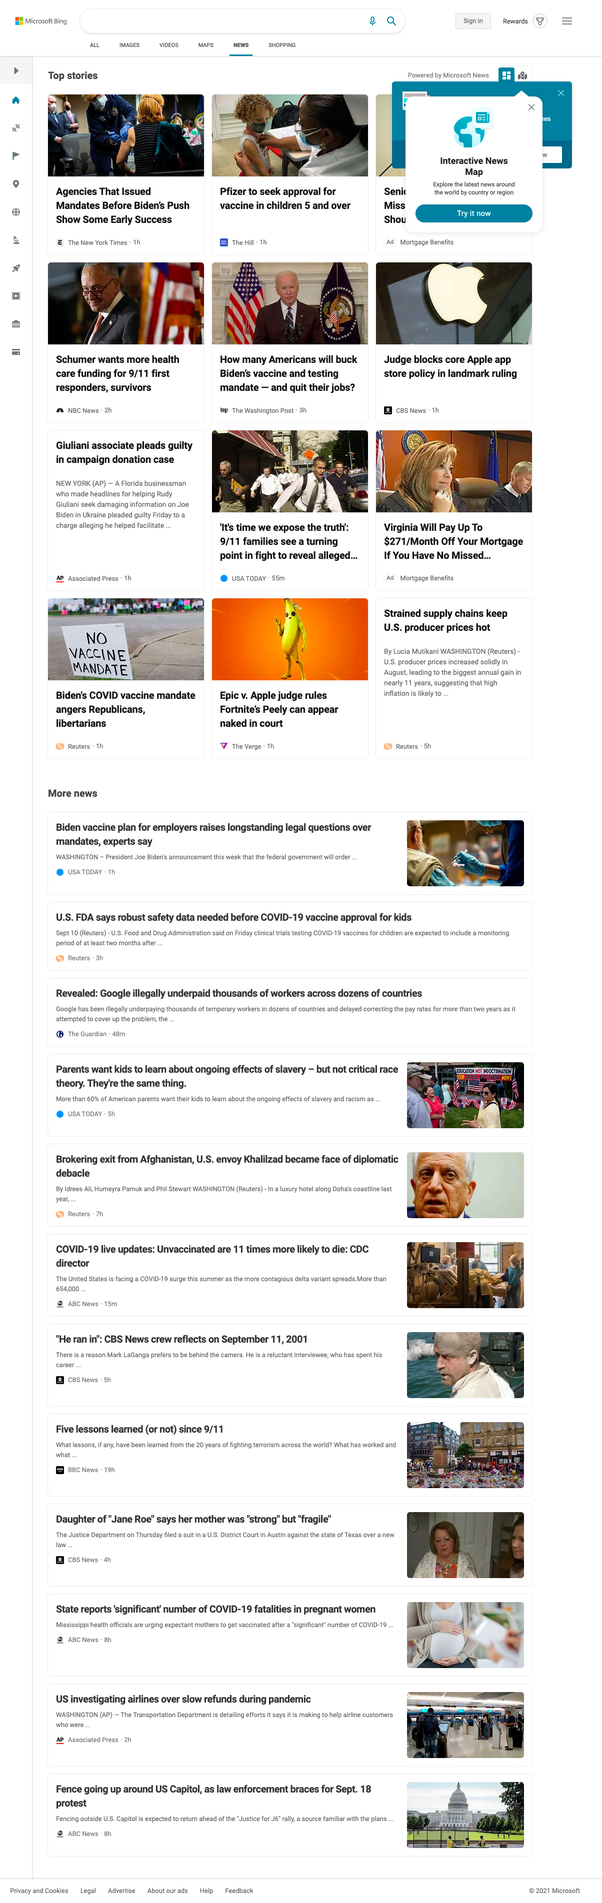 Microsoft Bing
Sign in
Rewards
ALL
IMAGES
VIDEOS
MAPS
NEWS
SHOPPING
Top stories
Powered by Microsoft News
Interactive News
Map
Explore the latest news around
the world by country or region
Try it now
Agencies That Issued
Mandates Before Biden's Push
Show Some Early Success
The New York Times · 1h
Pfizer to seek approval for
vaccine in children 5 and over
The Hill · 1h
Ad Mortgage Benefits
Schumer wants more health
care funding for 9/11 first
responders, survivors
NBC News · 2h
How many Americans will buck
Biden's vaccine and testing
mandate — and quit their jobs?
wp The Washington Post · 3h
Judge blocks core Apple app
store policy in landmark ruling
CBS News · 1h
Giuliani associate pleads guilty
in campaign donation case
NEW YORK (AP) — A Florida businessman
who made headlines for helping Rudy
Giuliani seek damaging information on Joe
Biden in Ukraine pleaded guilty Friday to a
charge alleging he helped facilitate ...
AP Associated Press · 1h
'It's time we expose the truth':
9/11 families see a turning
point in fight to reveal alleged...
USA TODAY · 55m
Virginia Will Pay Up To
$271/Month Off Your Mortgage
If You Have No Missed...
Ad Mortgage Benefits
NO
VACCINE
MANDATE
Biden's COVID vaccine mandate
angers Republicans,
libertarians
Reuters · 1h
Epic v. Apple judge rules
Fortnite's Peely can appear
naked in court
The Verge · 1h
Strained supply chains keep
U.S. producer prices hot
By Lucia Mutikani WASHINGTON (Reuters) -
U.S. producer prices increased solidly in
August, leading to the biggest annual gain in
nearly 11 years, suggesting that high
inflation is likely to ...
Reuters · 5h
More news
Biden vaccine plan for employers raises longstanding legal questions over
mandates, experts say
WASHINGTON – President Joe Biden's announcement this week that the federal government will order ...
USA TODAY · 1h
U.S. FDA says robust safety data needed before COVID-19 vaccine approval for kids
Sept 10 (Reuters) - U.S. Food and Drug Administration said on Friday clinical trials testing COVID-19 vaccines for children are expected to include a monitoring
period of at least two months after ...
Reuters · 3h
Revealed: Google illegally underpaid thousands of workers across dozens of countries
Google has been illegally underpaying thousands of temporary workers in dozens of countries and delayed correcting the pay rates for more than two years as it
attempted to cover up the problem, the ...
The Guardian · 48m
Parents want kids to learn about ongoing effects of slavery – but not critical race
theory. They're the same thing.
More than 60% of American parents want their kids to learn about the ongoing effects of slavery and racism as ...
USA TODAY · 5h
EDUCATION NOT INDOCTRINATION
Brokering exit from Afghanistan, U.S. envoy Khalilzad became face of diplomatic
debacle
By Idrees Ali, Humeyra Pamuk and Phil Stewart WASHINGTON (Reuters) - In a luxury hotel along Doha's coastline last
year, ...
Reuters · 7h
COVID-19 live updates: Unvaccinated are 11 times more likely to die: CDC
director
The United States is facing a COVID-19 surge this summer as the more contagious delta variant spreads.More than
654,000 ...
ABC News · 15m
"He ran in": CBS News crew reflects on September 11, 2001
There is a reason Mark LaGanga prefers to be behind the camera. He is a reluctant interviewee, who has spent his
career ...
CBS News · 5h
Five lessons learned (or not) since 9/11
What lessons, if any, have been learned from the 20 years of fighting terrorism across the world? What has worked and
what ...
BBC News · 19h
Daughter of "Jane Roe" says her mother was "strong" but "fragile"
The Justice Department on Thursday filed a suit in a U.S. District Court in Austin against the state of Texas over a new
law ...
CBS News · 4h
State reports 'significant' number of COVID-19 fatalities in pregnant women
Mississippi health officials are urging expectant mothers to get vaccinated after a "significant" number of COVID-19 ...
ABC News · 8h
US investigating airlines over slow refunds during pandemic
WASHINGTON (AP) — The Transportation Department is detailing efforts it says it is making to help airline customers
who were ...
AP Associated Press · 2h
Fence going up around US Capitol, as law enforcement braces for Sept. 18
protest
Fencing outside U.S. Capitol is expected to return ahead of the "Justice for J6" rally, a source familiar with the plans ...
ABC News · 8h
Privacy and Cookies
Legal
Advertise
About our ads
Help
Feedback
© 2021 Microsoft